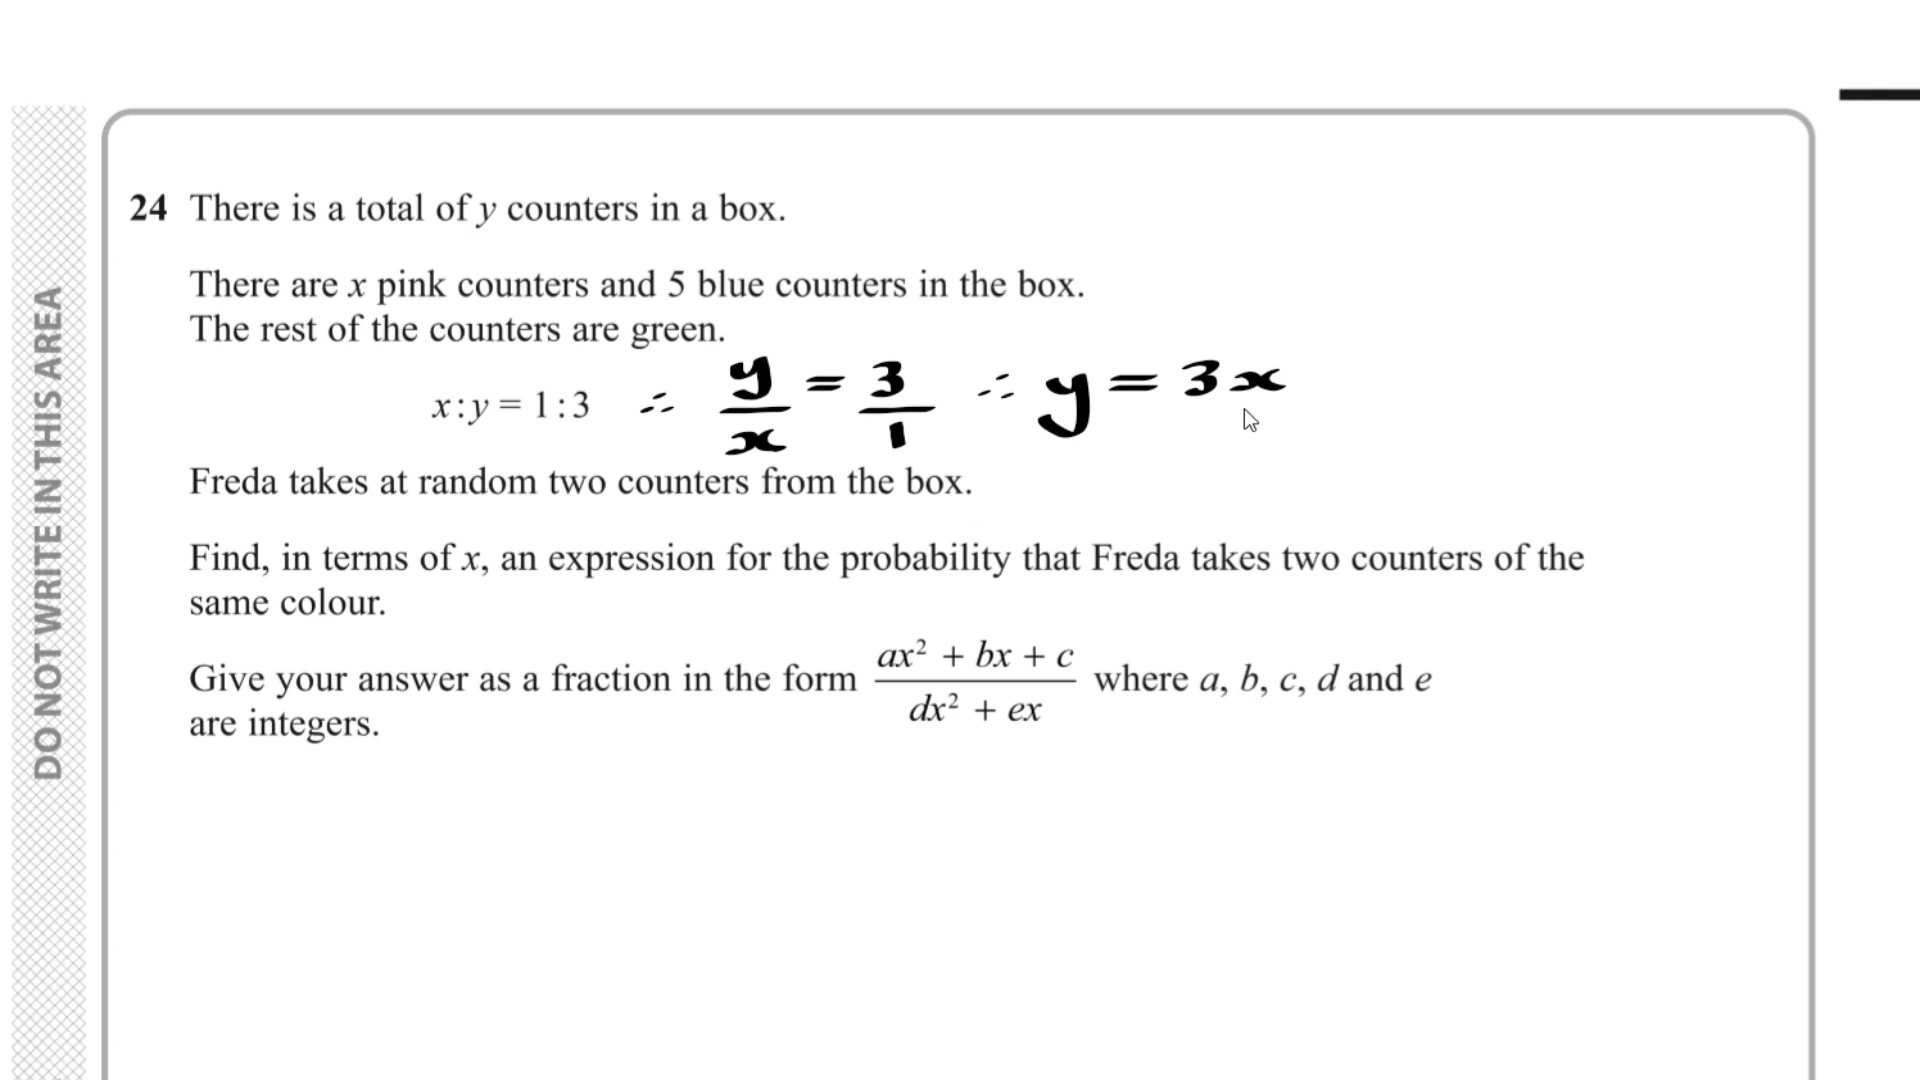 DO NOT WRITE IN THIS AREA
24 There is a total of y counters in a box.
There are x pink counters and 5 blue counters in the box.
The rest of the counters are green.
x : y = 1 : 3 ∴ y/x = 3/1 ∴ y = 3x
Freda takes at random two counters from the box.
Find, in terms of x, an expression for the probability that Freda takes two counters of the
same colour.
Give your answer as a fraction in the form (ax² + bx + c)/(dx² + ex) where a, b, c, d and e
are integers.